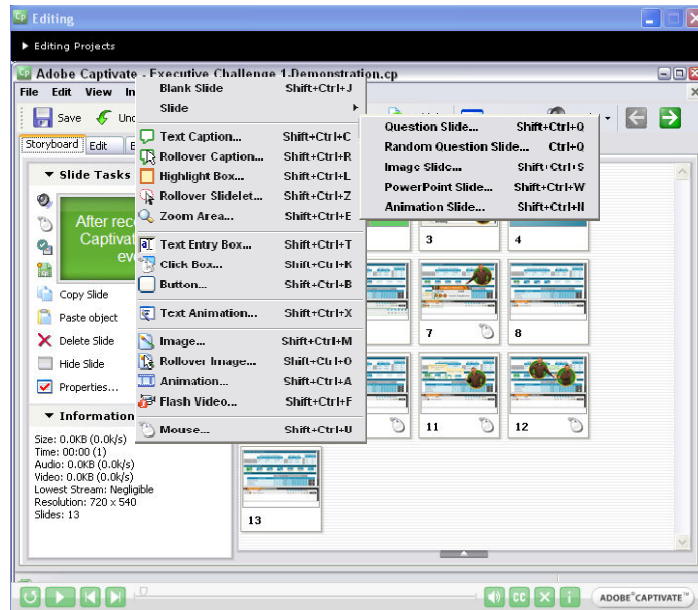 Editing
Editing Projects
Adobe Captivate - Executive Challenge 1-Demonstration.cp
File Edit View In
Save
Storyboard Edit
Slide Tasks
After rec
Captivat
ev
Copy Slide
Paste object
Delete Slide
Hide Slide
Properties...
Information
Size: 0.0KB (0.0k/s)
Time: 00:00 (1)
Audio: 0.0KB (0.0k/s)
Video: 0.0KB (0.0k/s)
Lowest Stream: Negligible
Resolution: 720 x 540
Slides: 13
Blank Slide Shift+Ctrl+J
Slide
Text Caption... Shift+Ctrl+C
Rollover Caption... Shift+Ctrl+R
Highlight Box... Shift+Ctrl+L
Rollover Slidelet... Shift+Ctrl+Z
Zoom Area... Shift+Ctrl+E
Text Entry Box... Shift+Ctrl+T
Click Box... Shift+Ctrl+K
Button... Shift+Ctrl+B
Text Animation... Shift+Ctrl+X
Image... Shift+Ctrl+M
Rollover Image... Shift+Ctrl+O
Animation... Shift+Ctrl+A
Flash Video... Shift+Ctrl+F
Mouse... Shift+Ctrl+U
Question Slide... Shift+Ctrl+Q
Random Question Slide... Ctrl+Q
Image Slide... Shift+Ctrl+S
PowerPoint Slide... Shift+Ctrl+W
Animation Slide... Shift+Ctrl+N
3 4
7 8
11 12
13
CC
ADOBE® CAPTIVATE™